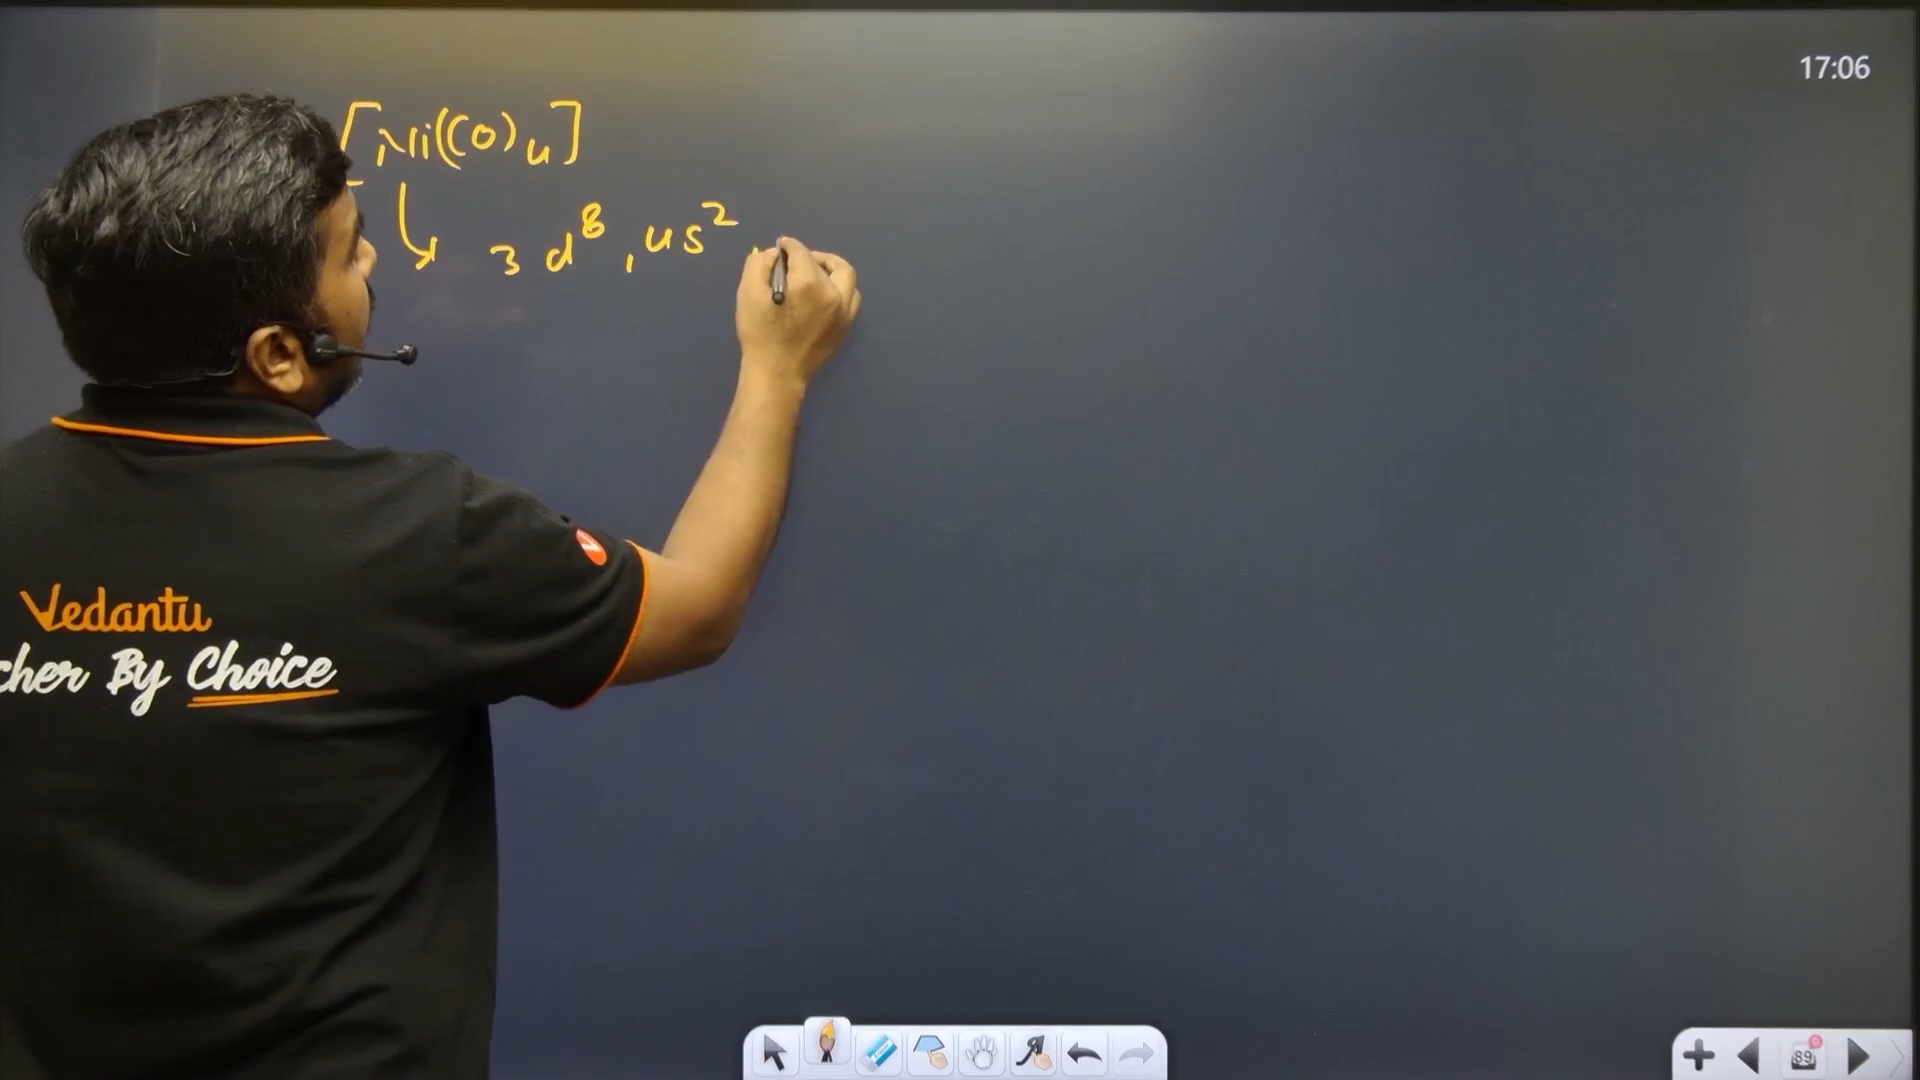 17:06
[Ni(CO)4]
3d⁸, 4s²,
Vedantu
cher By Choice
89